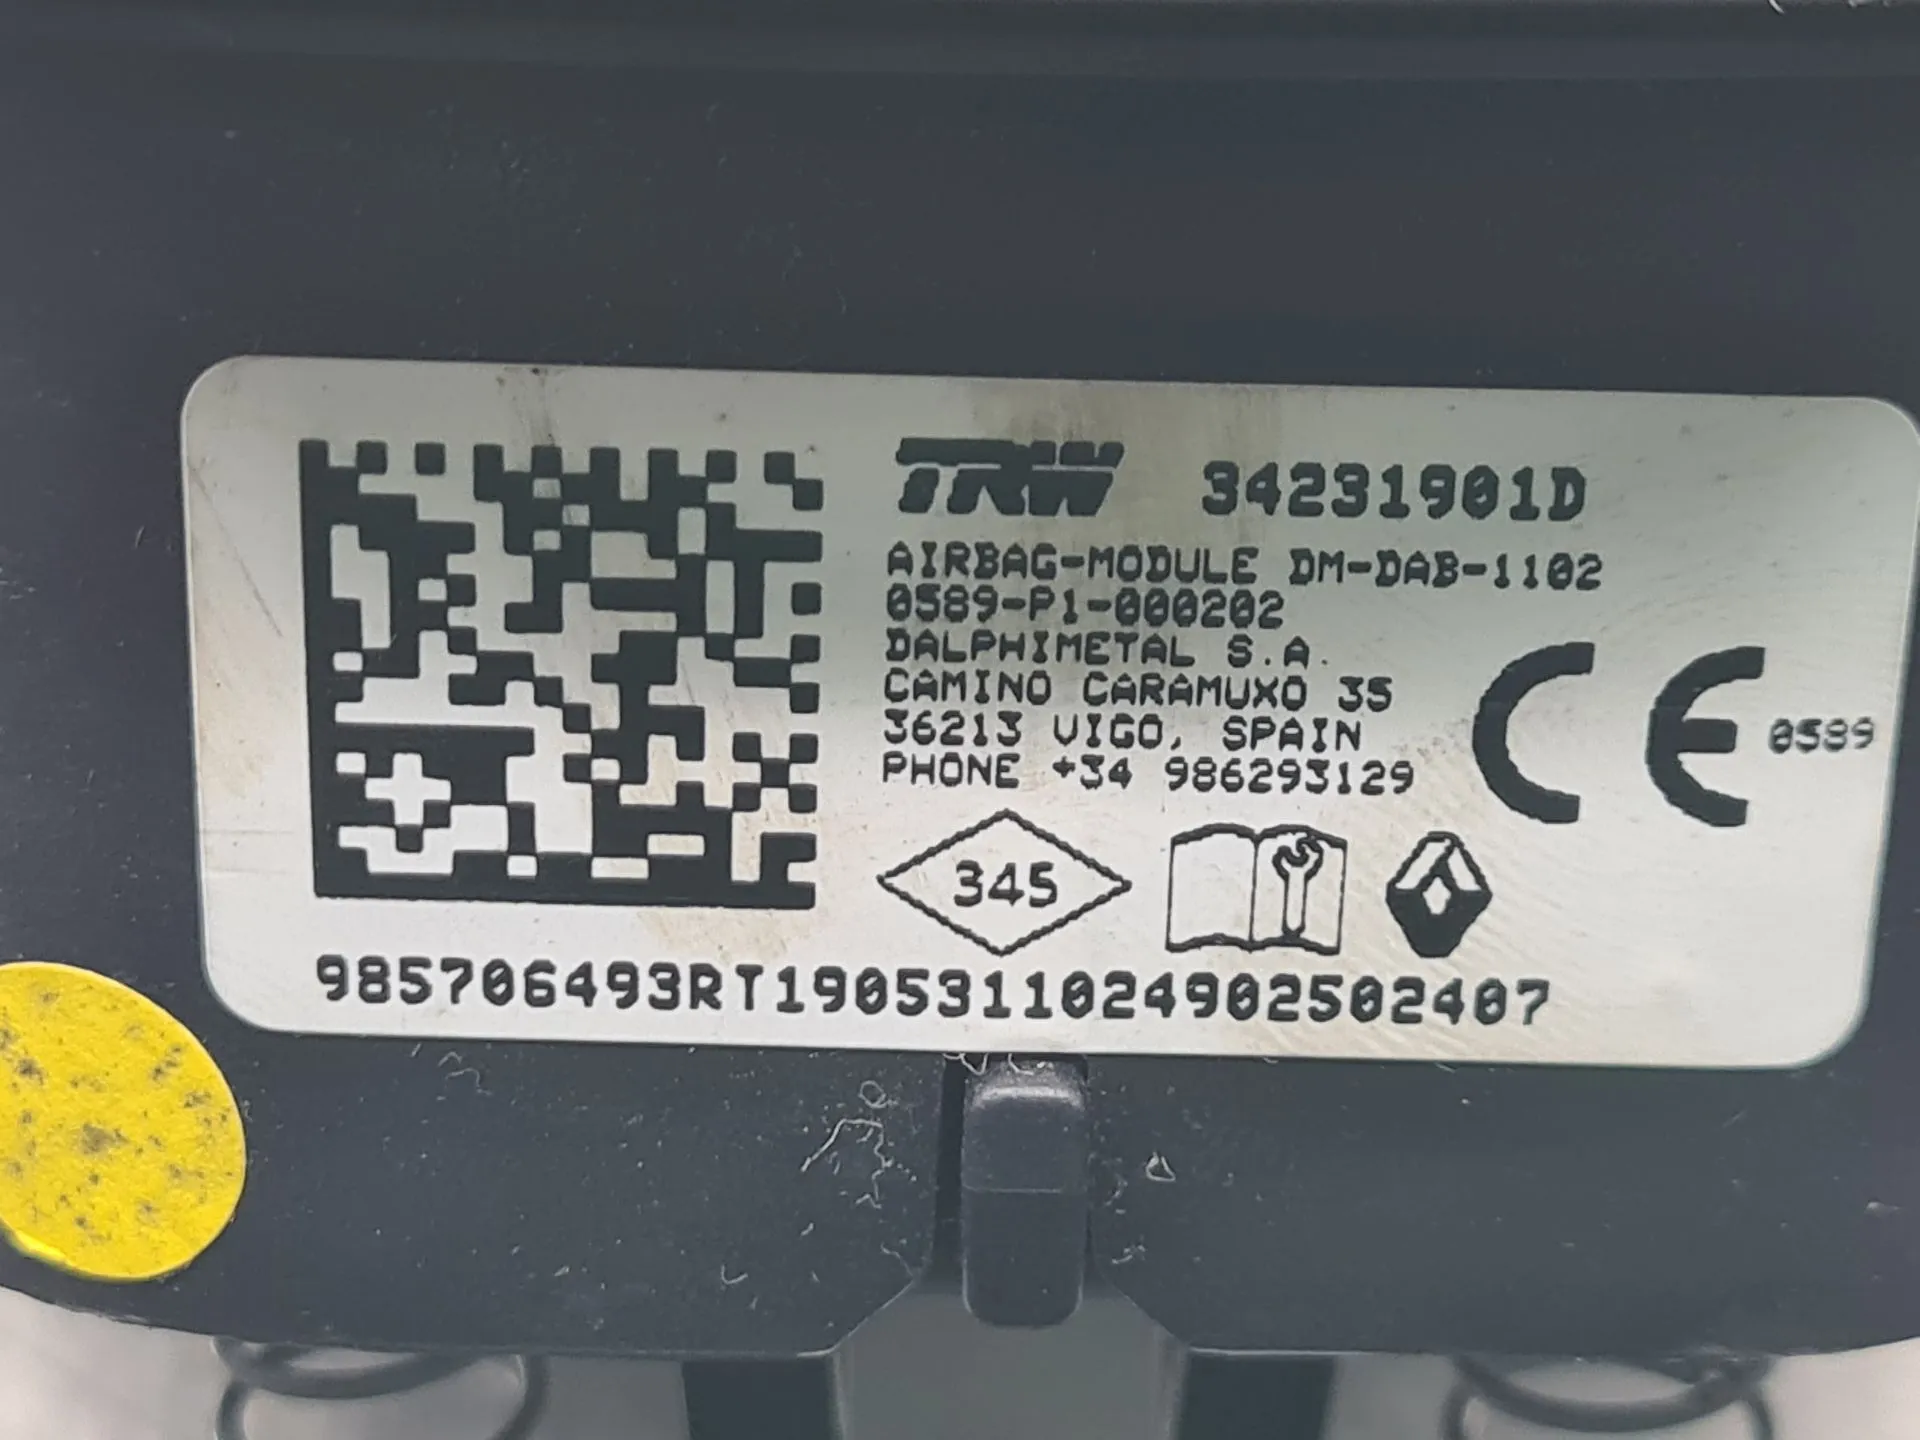 TRW 34231901D
AIRBAG-MODULE DM-DAB-1102
0589-P1-000202
DALPHIMETAL S.A.
CAMINO CARAMUXO 35
36213 VIGO, SPAIN
PHONE +34 986293129
CE 0589
345
985706493RT1905311024902502407